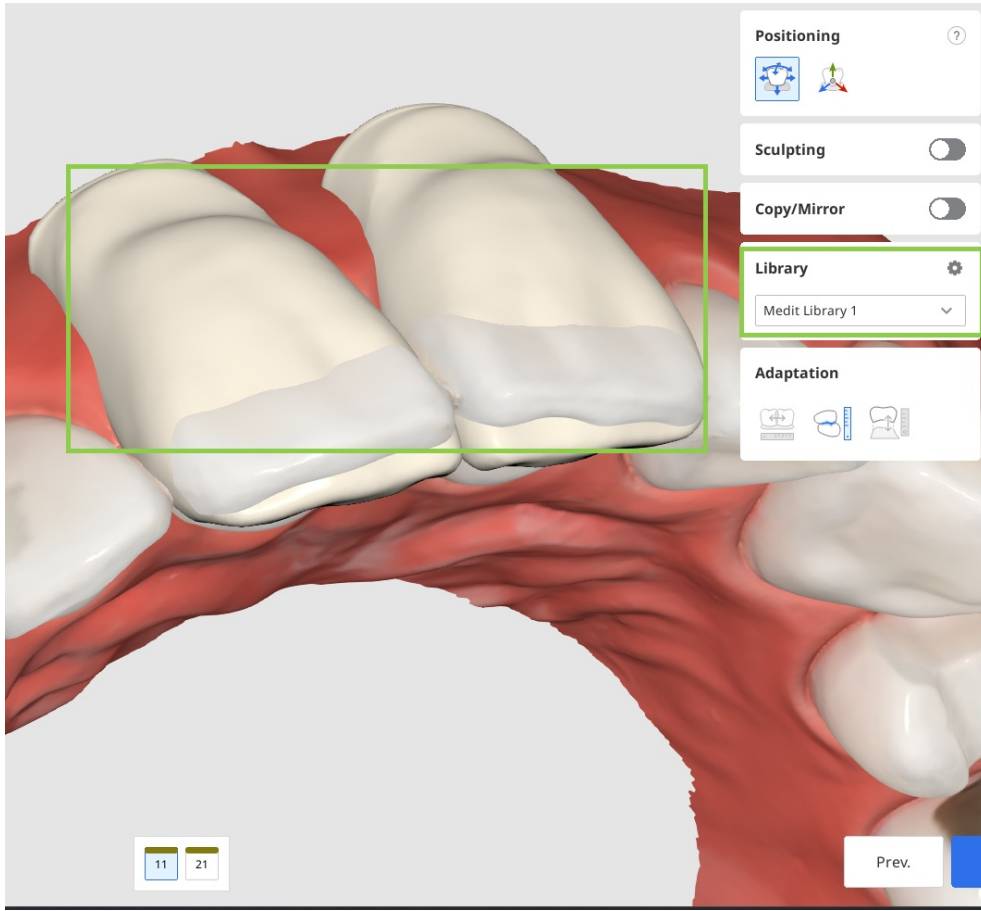 Positioning
?
Sculpting
Copy/Mirror
Library
Medit Library 1
Adaptation
11
21
Prev.